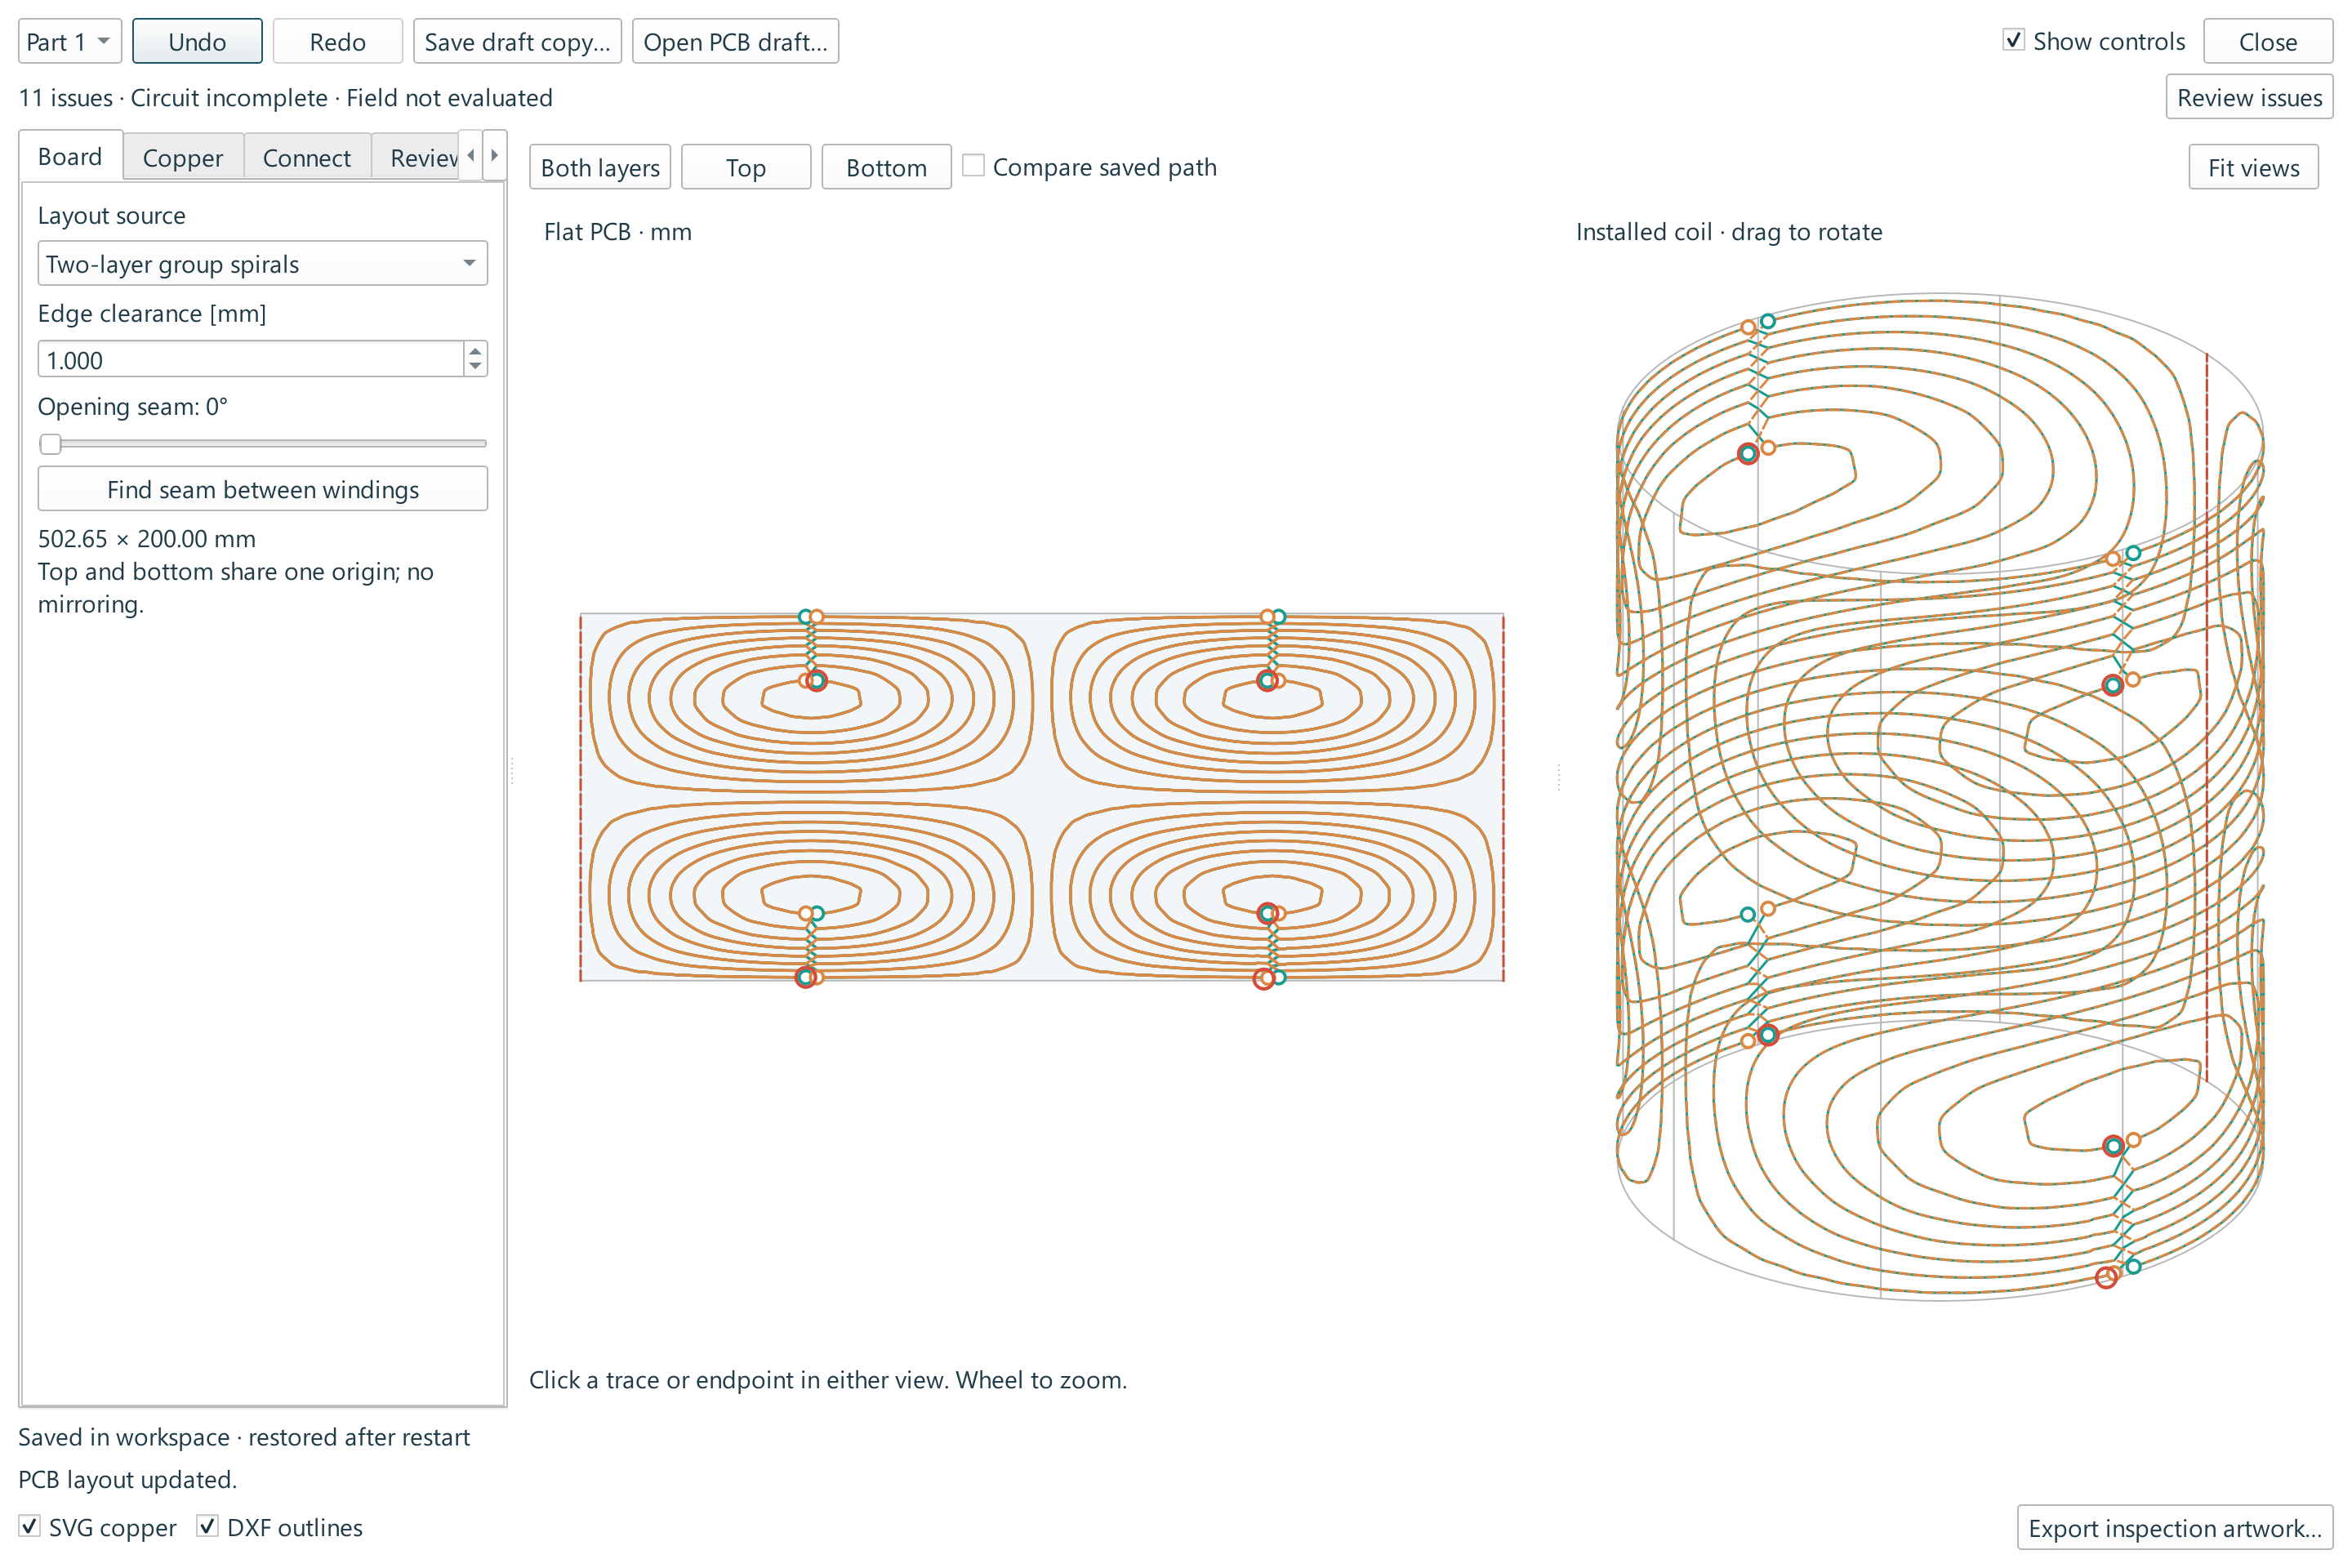 Part 1
Undo
Redo
Save draft copy...
Open PCB draft...
Show controls
Close
11 issues · Circuit incomplete · Field not evaluated
Review issues
Board
Copper
Connect
Both layers
Top
Bottom
Compare saved path
Fit views
Layout source
Two-layer group spirals
Edge clearance [mm]
1.000
Opening seam: 0°
Find seam between windings
502.65 × 200.00 mm
Top and bottom share one origin; no
mirroring.
Flat PCB · mm
Installed coil · drag to rotate
Click a trace or endpoint in either view. Wheel to zoom.
Saved in workspace · restored after restart
PCB layout updated.
SVG copper
DXF outlines
Export inspection artwork...